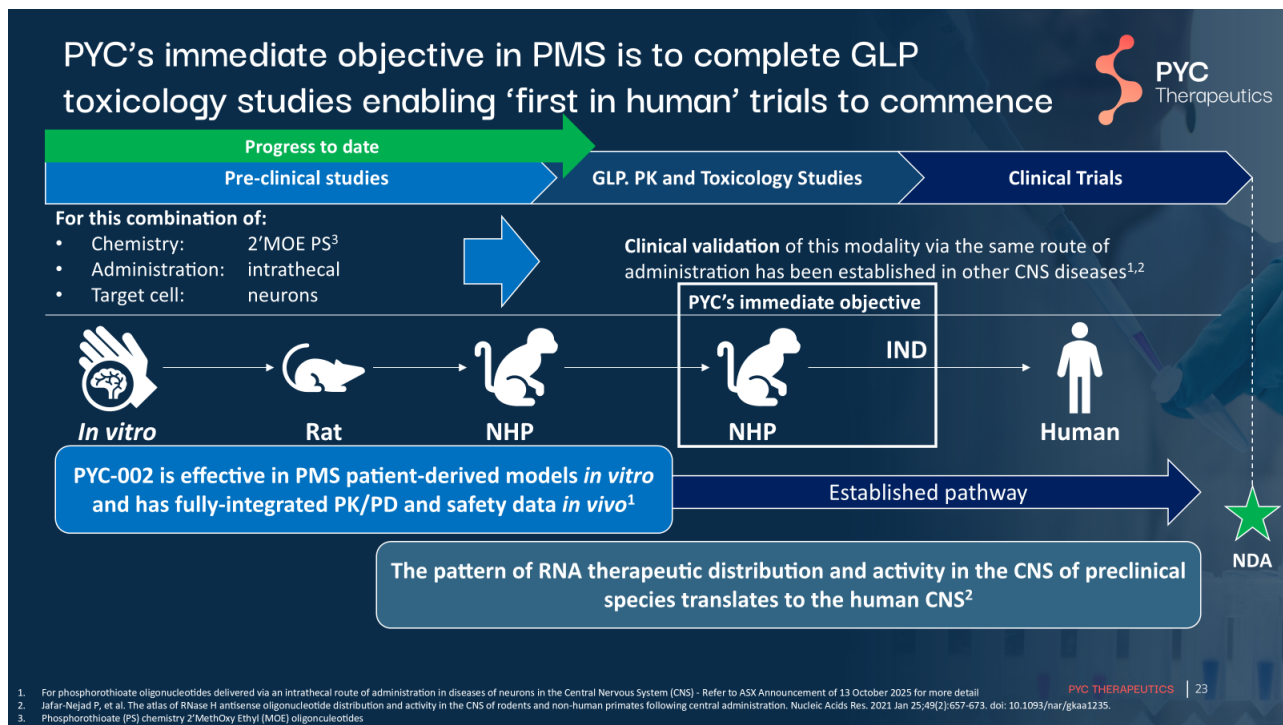 PYC's immediate objective in PMS is to complete GLP
toxicology studies enabling 'first in human' trials to commence
PYC
Therapeutics
Progress to date
Pre-clinical studies
GLP. PK and Toxicology Studies
Clinical Trials
For this combination of:
• Chemistry: 2'MOE PS3
• Administration: intrathecal
• Target cell: neurons
Clinical validation of this modality via the same route of
administration has been established in other CNS diseases1,2
PYC's immediate objective
IND
In vitro
Rat
NHP
NHP
Human
PYC-002 is effective in PMS patient-derived models in vitro
and has fully-integrated PK/PD and safety data in vivo1
Established pathway
NDA
The pattern of RNA therapeutic distribution and activity in the CNS of preclinical
species translates to the human CNS2
1. For phosphorothioate oligonucleotides delivered via an intrathecal route of administration in diseases of neurons in the Central Nervous System (CNS) - Refer to ASX Announcement of 13 October 2025 for more detail
2. Jafar-Nejad P, et al. The atlas of RNase H antisense oligonucleotide distribution and activity in the CNS of rodents and non-human primates following central administration. Nucleic Acids Res. 2021 Jan 25;49(2):657-673. doi: 10.1093/nar/gkaa1235.
3. Phosphorothioate (PS) chemistry 2'MethOxy Ethyl (MOE) oligonculeotides
PYC THERAPEUTICS | 23